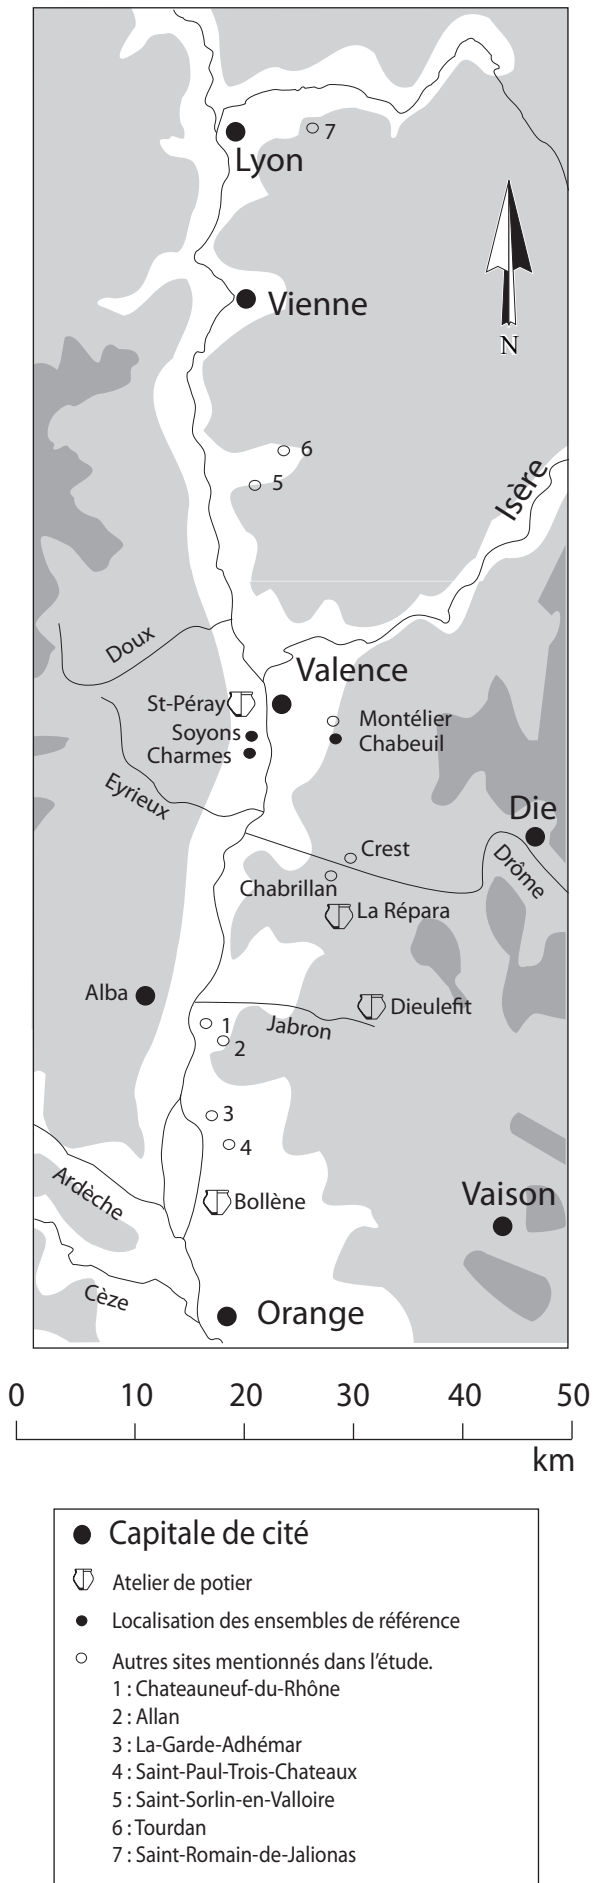 7
Lyon
N
Vienne
6
5
Isère
Doux
Valence
St-Péray
Montélier
Soyons
Chabeuil
Charmes
Eyrieux
Die
Crest
Drôme
Chabrillan
La Répara
Alba
Dieulefit
1
Jabron
2
3
4
Ardèche
Vaison
Bollène
Cèze
Orange
0 10 20 30 40 50
km
Capitale de cité
Atelier de potier
Localisation des ensembles de référence
Autres sites mentionnés dans l'étude.
1 : Chateauneuf-du-Rhône
2 : Allan
3 : La-Garde-Adhémar
4 : Saint-Paul-Trois-Chateaux
5 : Saint-Sorlin-en-Valloire
6 : Tourdan
7 : Saint-Romain-de-Jalionas